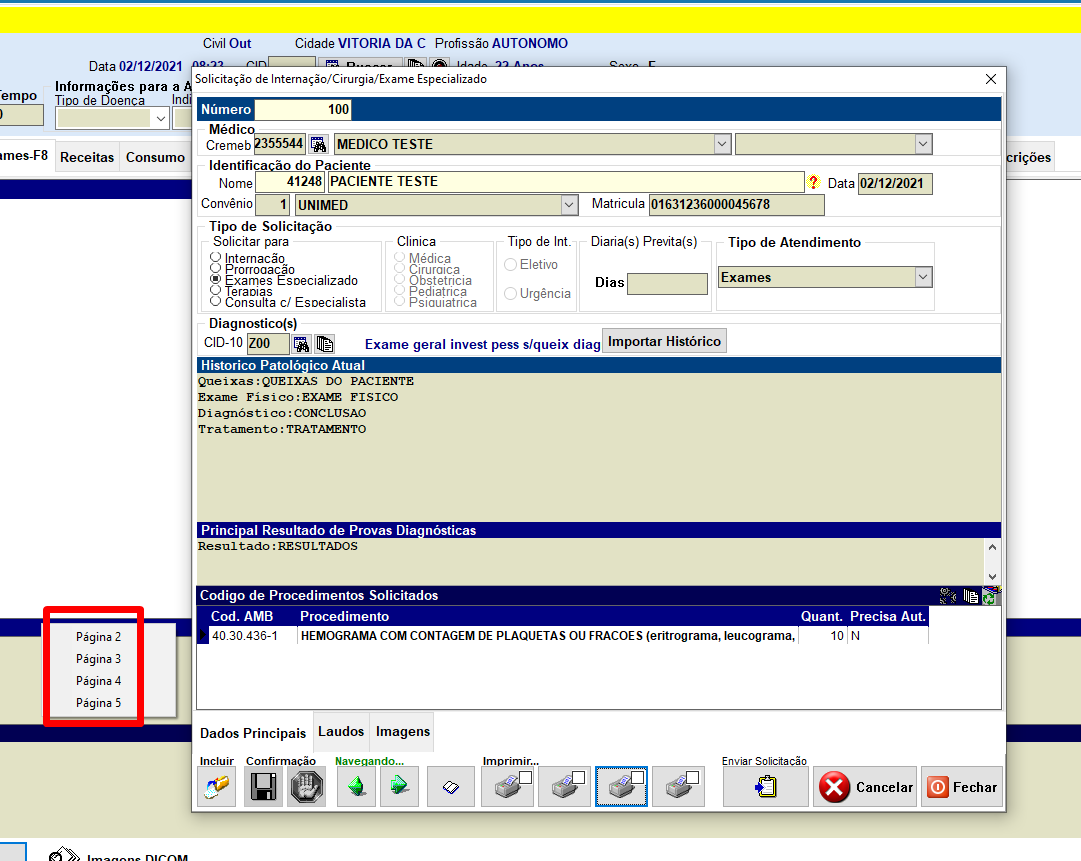 Civil Out Cidade VITORIA DA C Profissão AUTONOMO
Data 02/12/2021 08:23 CID Buscar Idade 22 Anos Sexo F
Informações para a A
Tipo de Doença Indi
empo
0
ames-F8 Receitas Consumo
crições
Solicitação de Internação/Cirurgia/Exame Especializado
Número 100
Médico
Cremeb 2355544 MEDICO TESTE
Identificação do Paciente
Nome 41248 PACIENTE TESTE ? Data 02/12/2021
Convênio 1 UNIMED Matricula 01631236000045678
Tipo de Solicitação
Solicitar para
Internação
Prorrogação
Exames Especializado
Terapias
Consulta c/ Especialista
Clinica
Médica
Cirurgica
Obstetrícia
Pediatrica
Psiquiatrica
Tipo de Int.
Eletivo
Urgência
Diaria(s) Prevista(s)
Dias
Tipo de Atendimento
Exames
Diagnostico(s)
CID-10 Z00 Exame geral invest pess s/queix diag Importar Histórico
Historico Patológico Atual
Queixas:QUEIXAS DO PACIENTE
Exame Físico:EXAME FISICO
Diagnóstico:CONCLUSAO
Tratamento:TRATAMENTO
Principal Resultado de Provas Diagnósticas
Resultado:RESULTADOS
Codigo de Procedimentos Solicitados
Cod. AMB Procedimento Quant. Precisa Aut.
40.30.436-1 HEMOGRAMA COM CONTAGEM DE PLAQUETAS OU FRACOES (eritrograma, leucograma, 10 N
Página 2
Página 3
Página 4
Página 5
Dados Principais Laudos Imagens
Incluir Confirmação Navegando... Imprimir... Enviar Solicitação
Cancelar Fechar
Imagens DICOM